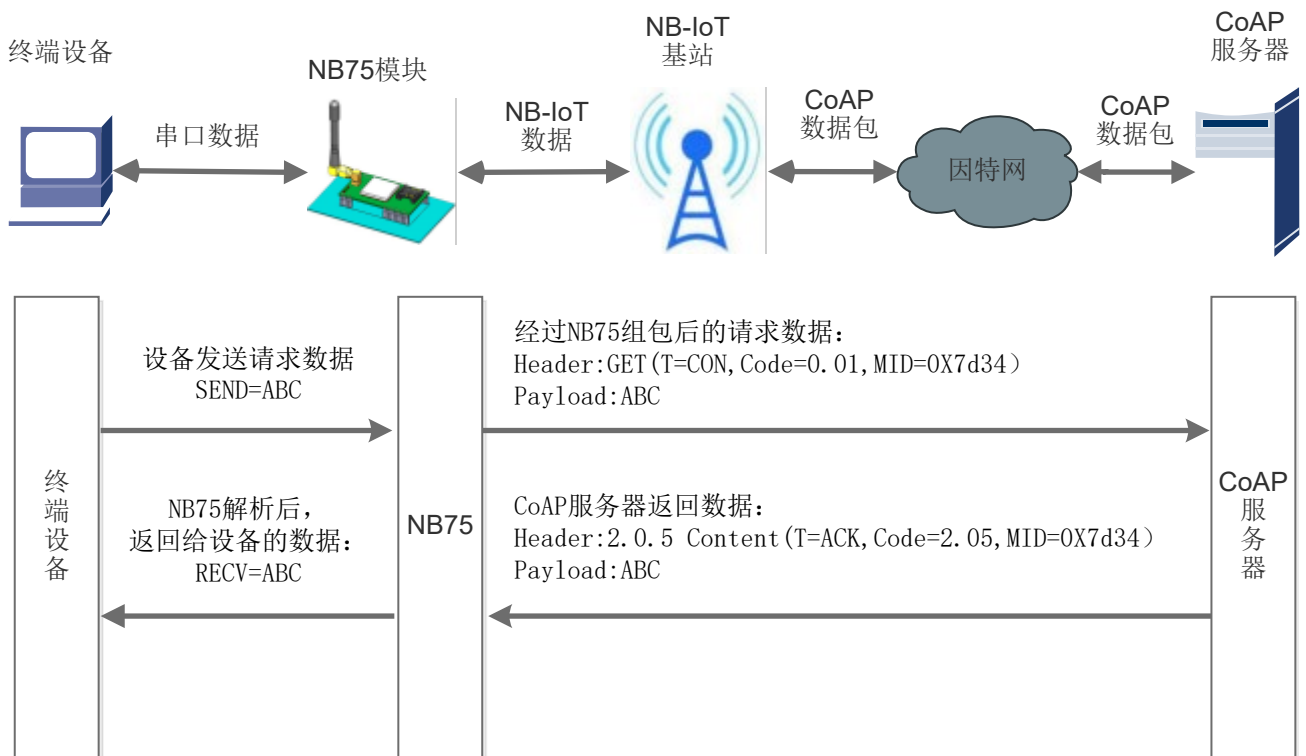 终端设备
NB75模块
NB-IoT
基站
CoAP
服务器
串口数据
NB-IoT
数据
CoAP
数据包
因特网
CoAP
数据包
设备发送请求数据
SEND=ABC
经过NB75组包后的请求数据：
Header:GET(T=CON,Code=0.01,MID=0X7d34）
Payload:ABC
终端设备
NB75解析后，
返回给设备的数据：
RECV=ABC
NB75
CoAP服务器返回数据：
Header:2.0.5 Content(T=ACK,Code=2.05,MID=0X7d34）
Payload:ABC
CoAP
服务器